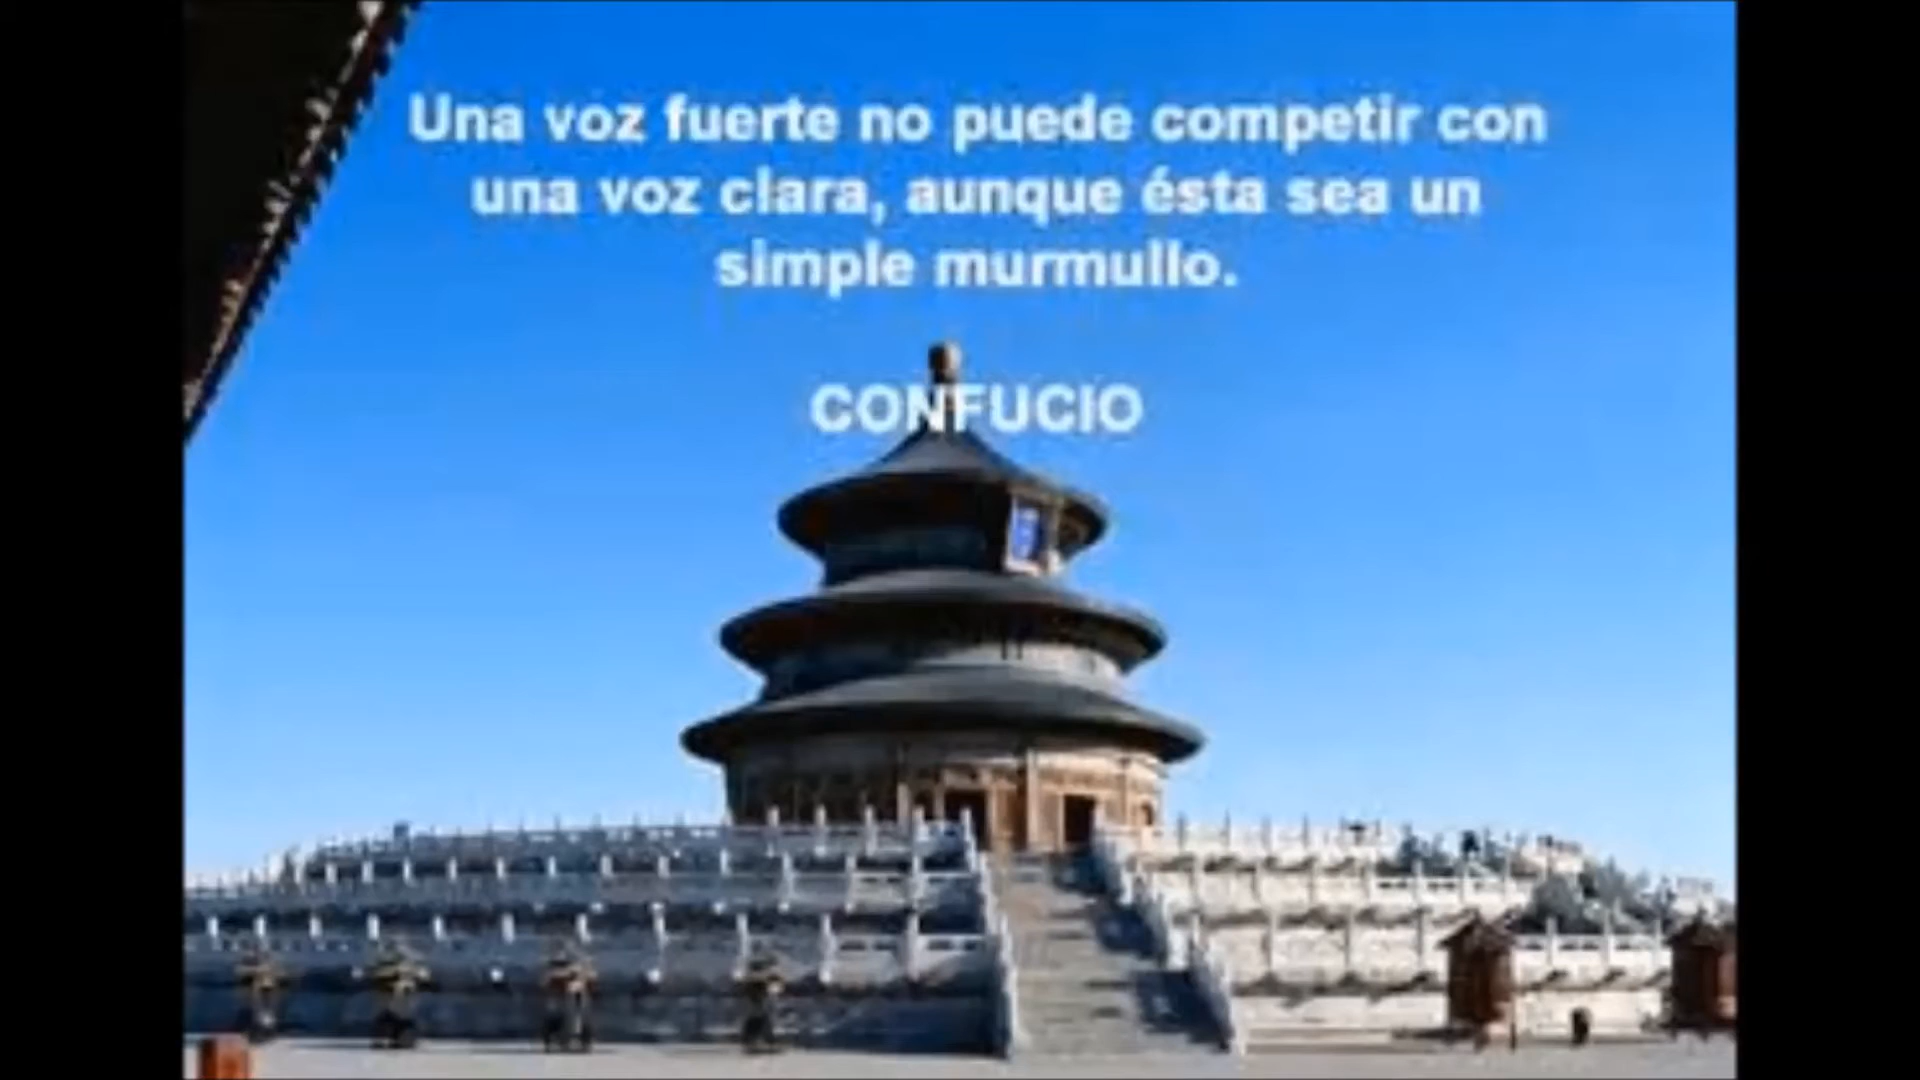 Una voz fuerte no puede competir con
una voz clara, aunque ésta sea un
simple murmullo.
CONFUCIO